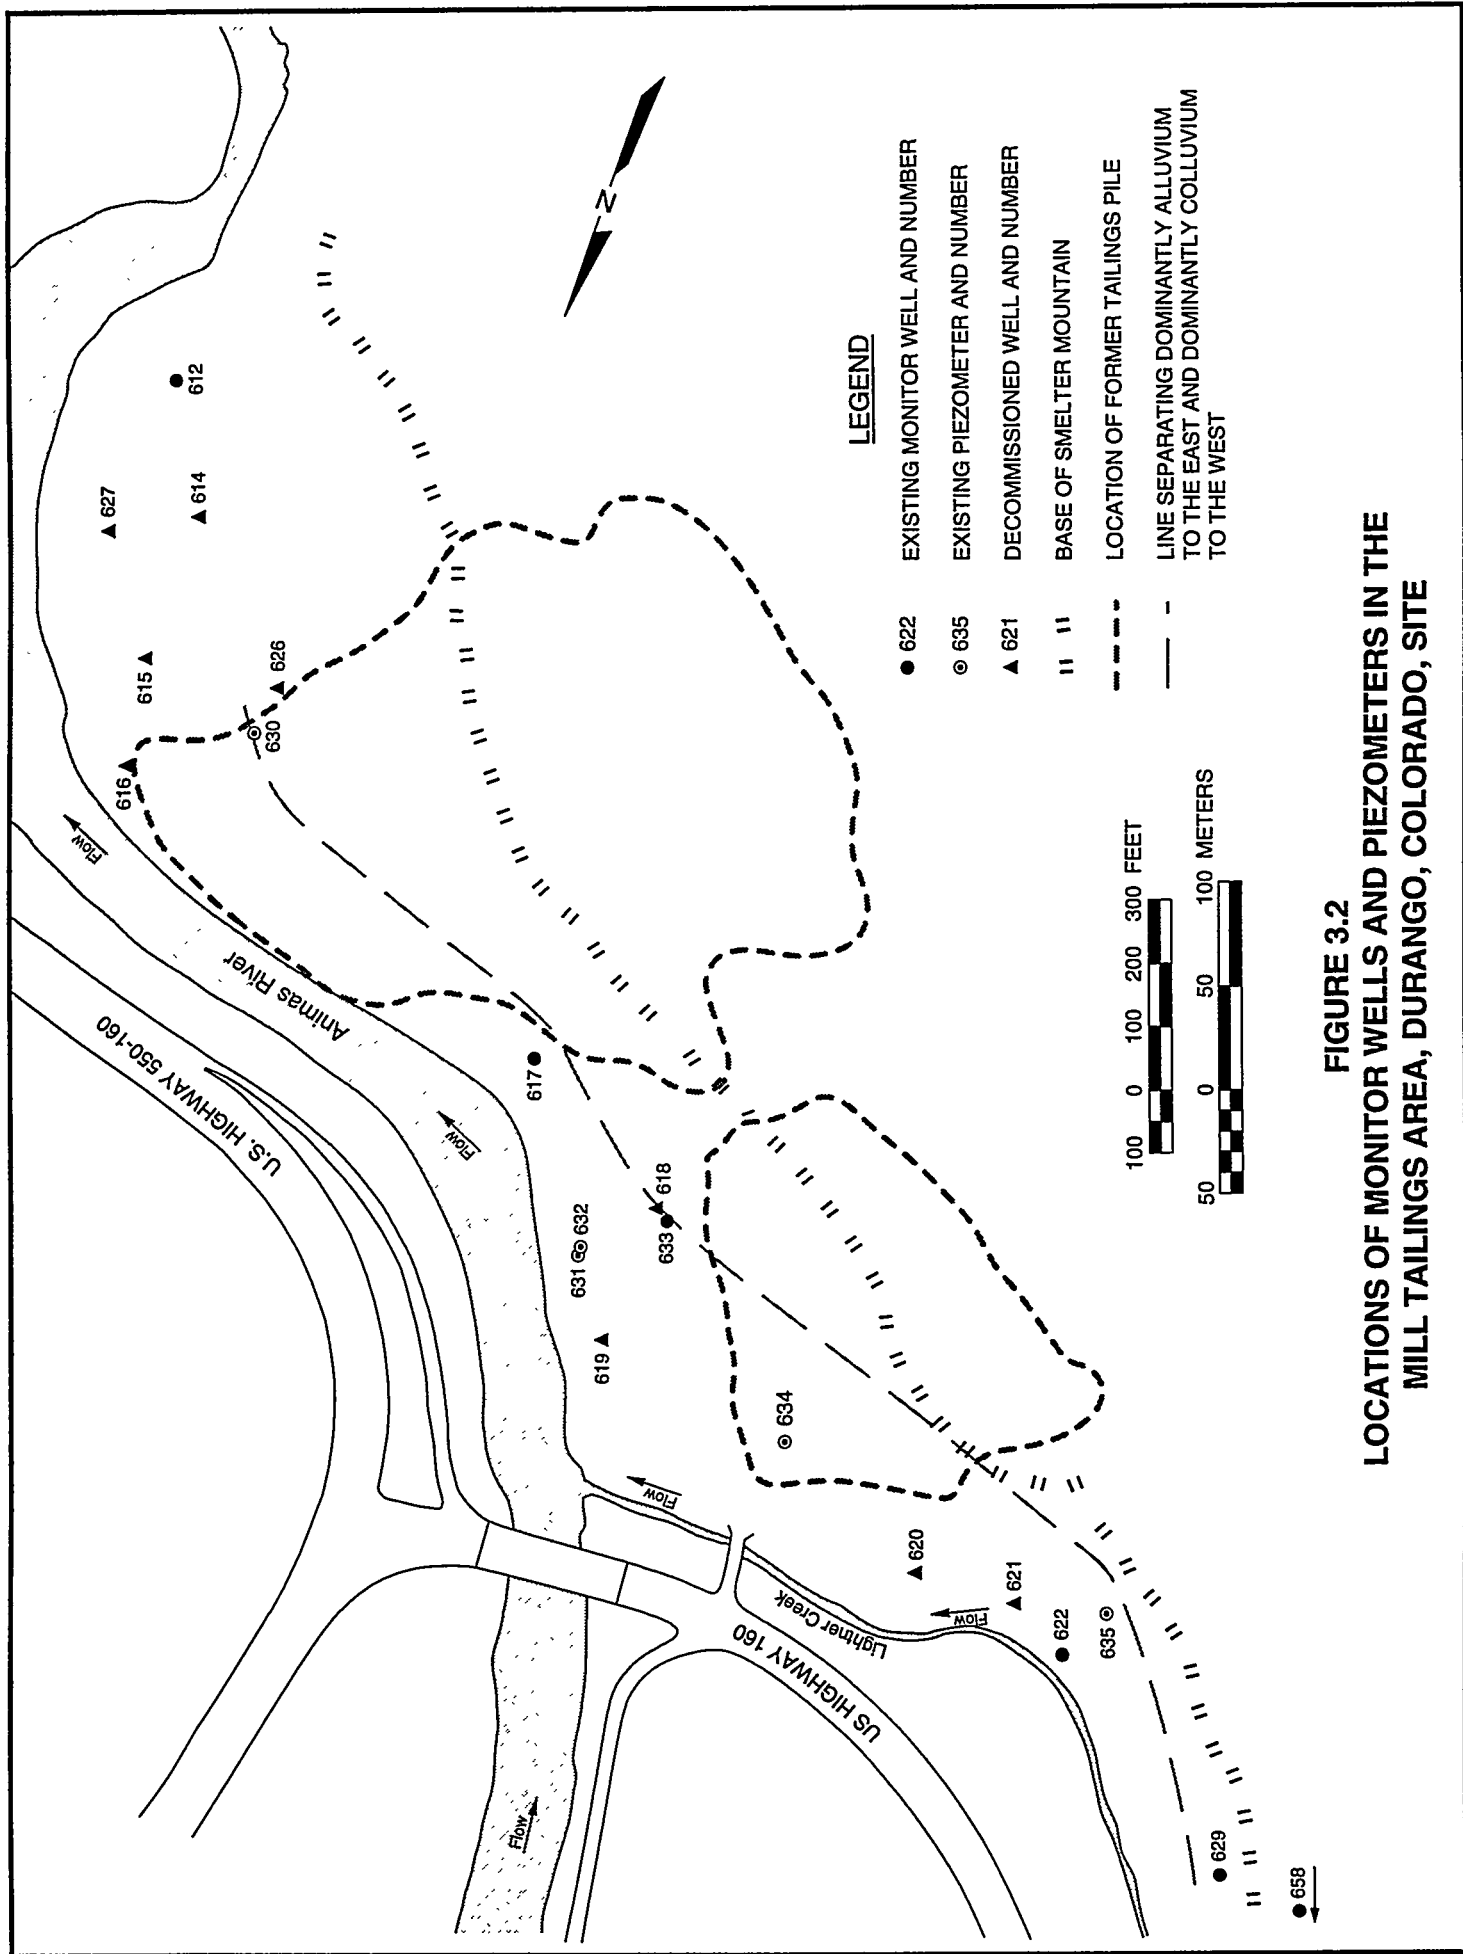 612
627
614
615
626
616
630
Flow
Animas River
U.S. HIGHWAY 550-160
617
Flow
618
633
631
632
619
634
Flow
620
621
Lightner Creek
Flow
US HIGHWAY 160
622
635
Flow
629
658
N
LEGEND
622 EXISTING MONITOR WELL AND NUMBER
635 EXISTING PIEZOMETER AND NUMBER
621 DECOMMISSIONED WELL AND NUMBER
BASE OF SMELTER MOUNTAIN
LOCATION OF FORMER TAILINGS PILE
LINE SEPARATING DOMINANTLY ALLUVIUM
TO THE EAST AND DOMINANTLY COLLUVIUM
TO THE WEST
100 0 100 200 300 FEET
50 0 50 100 METERS
FIGURE 3.2
LOCATIONS OF MONITOR WELLS AND PIEZOMETERS IN THE
MILL TAILINGS AREA, DURANGO, COLORADO, SITE